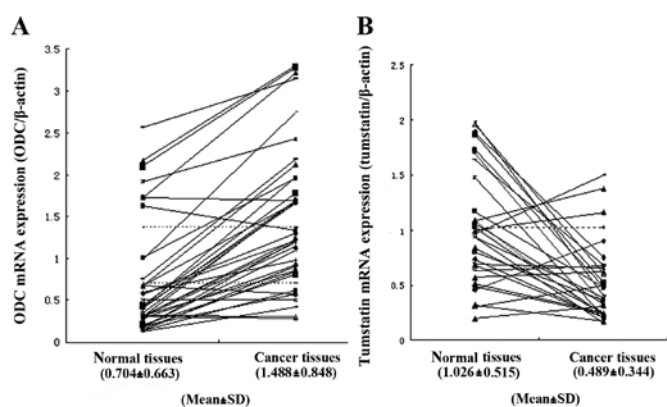 A
B
ODC mRNA expression (ODC/β-actin)
3.5
3
2.5
2
1.5
1
0.5
0
Normal tissues
(0.704±0.663)
Cancer tissues
(1.488±0.848)
(Mean±SD)
Tumstatin mRNA expression (tumstatin/β-actin)
2.5
2
1.5
1
0.5
0
Normal tissues
(1.026±0.515)
Cancer tissues
(0.489±0.344)
(Mean±SD)